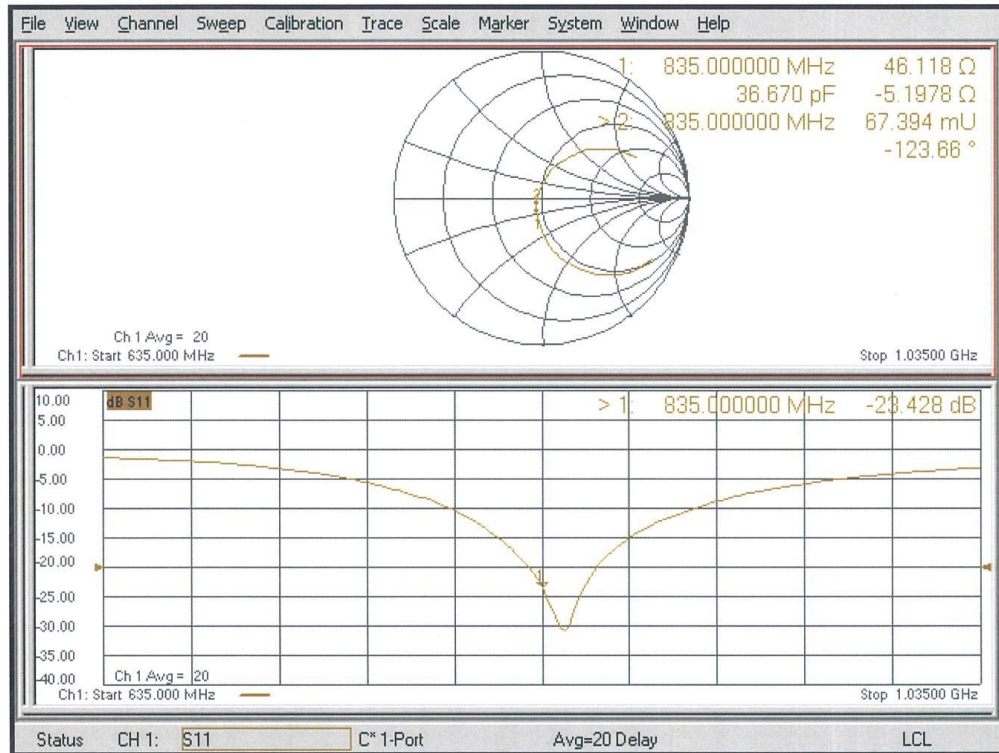 File View Channel Sweep Calibration Trace Scale Marker System Window Help
1: 835.000000 MHz 46.118 Ω
36.670 pF -5.1978 Ω
> 2: 835.000000 MHz 67.394 mU
-123.66 °
2
Ch 1 Avg = 20
Ch1: Start 635.000 MHz Stop 1.03500 GHz
10.00 dB S11 > 1: 835.000000 MHz -23.428 dB
5.00
0.00
-5.00
-10.00
-15.00
-20.00
1
-25.00
-30.00
-35.00
-40.00 Ch 1 Avg = 20
Ch1: Start 635.000 MHz Stop 1.03500 GHz
Status CH 1: S11 C* 1-Port Avg=20 Delay LCL